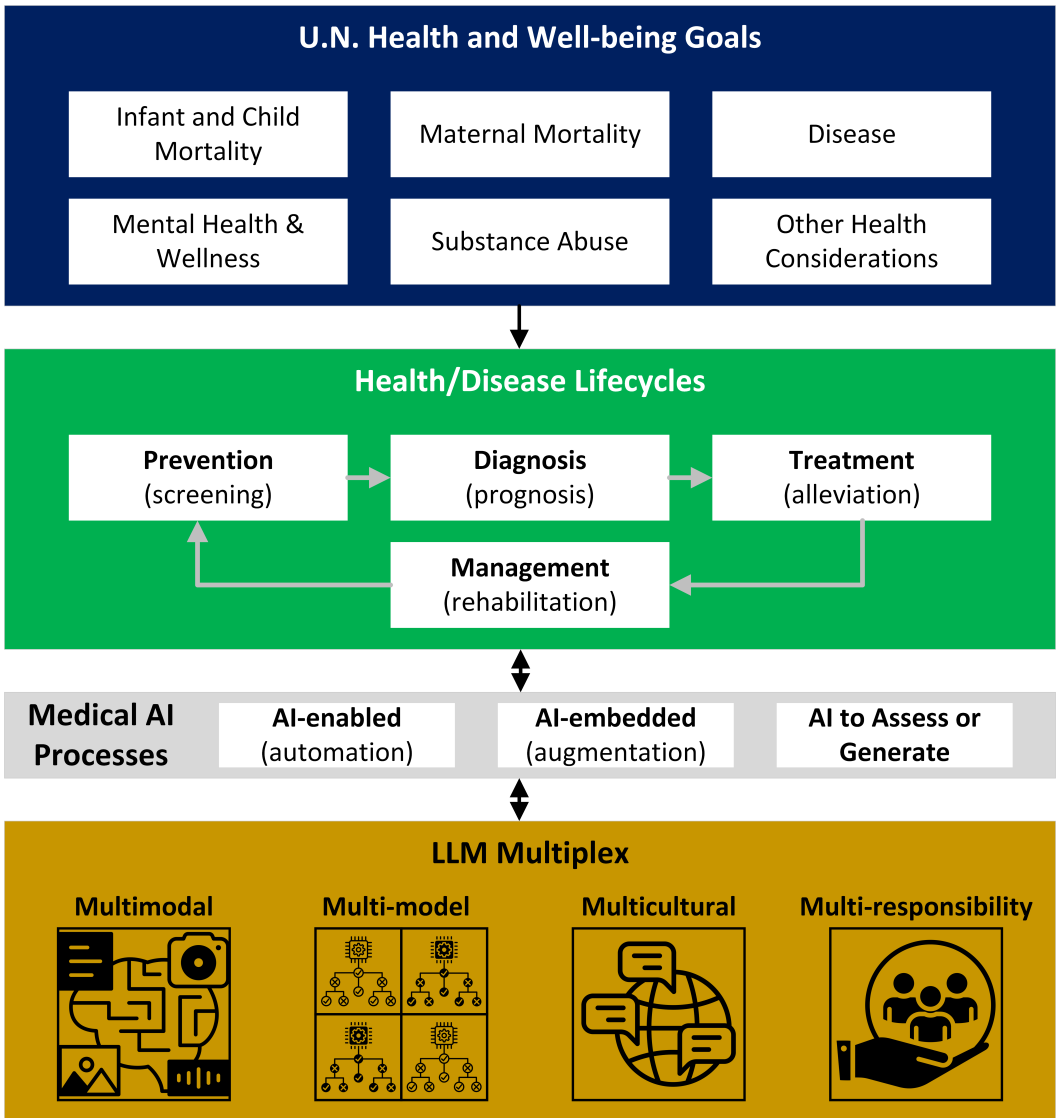 U.N. Health and Well-being Goals
Infant and Child
Mortality
Maternal Mortality
Disease
Mental Health &
Wellness
Substance Abuse
Other Health
Considerations
Health/Disease Lifecycles
Prevention
(screening)
Diagnosis
(prognosis)
Treatment
(alleviation)
Management
(rehabilitation)
Medical AI
Processes
AI-enabled
(automation)
AI-embedded
(augmentation)
AI to Assess or
Generate
LLM Multiplex
Multimodal
Multi-model
Multicultural
Multi-responsibility